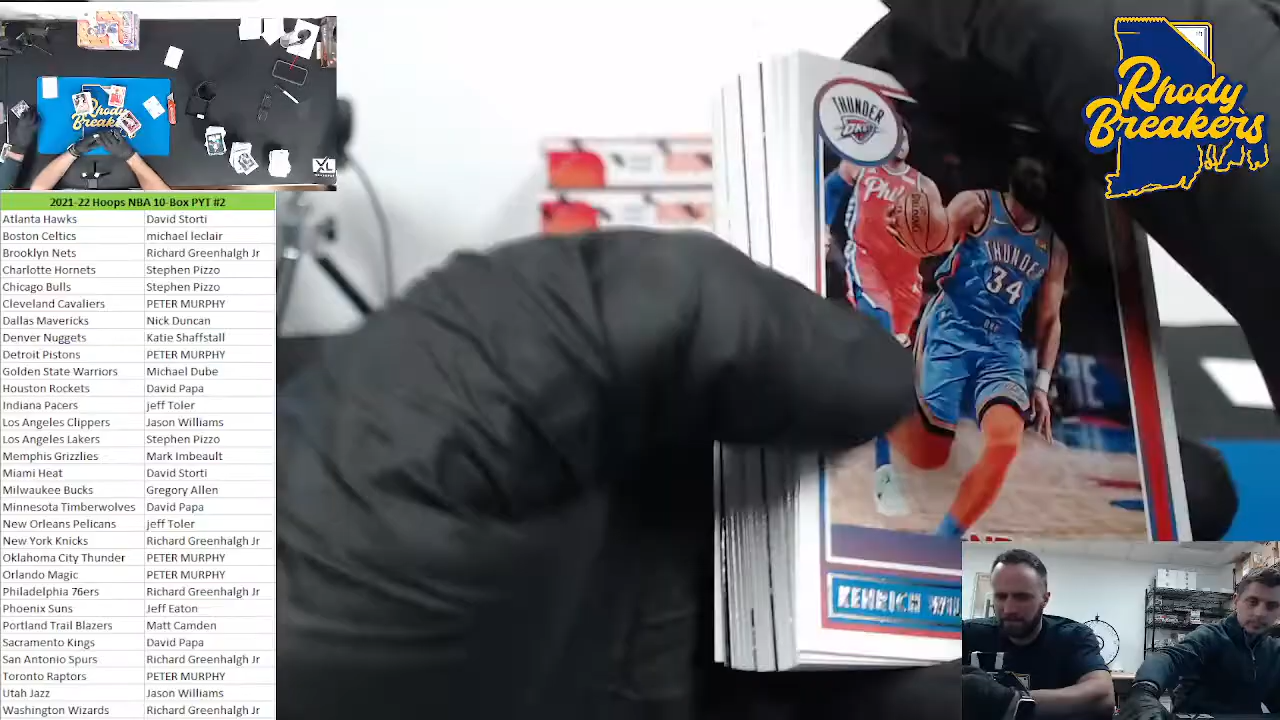 2021-22 Hoops NBA 10-Box PYT #2
Atlanta Hawks David Storti
Boston Celtics michael leclair
Brooklyn Nets Richard Greenhalgh Jr
Charlotte Hornets Stephen Pizzo
Chicago Bulls Stephen Pizzo
Cleveland Cavaliers PETER MURPHY
Dallas Mavericks Nick Duncan
Denver Nuggets Katie Shaffstall
Detroit Pistons PETER MURPHY
Golden State Warriors Michael Dube
Houston Rockets David Papa
Indiana Pacers jeff Toler
Los Angeles Clippers Jason Williams
Los Angeles Lakers Stephen Pizzo
Memphis Grizzlies Mark Imbeault
Miami Heat David Storti
Milwaukee Bucks Gregory Allen
Minnesota Timberwolves David Papa
New Orleans Pelicans jeff Toler
New York Knicks Richard Greenhalgh Jr
Oklahoma City Thunder PETER MURPHY
Orlando Magic PETER MURPHY
Philadelphia 76ers Richard Greenhalgh Jr
Phoenix Suns Jeff Eaton
Portland Trail Blazers Matt Camden
Sacramento Kings David Papa
San Antonio Spurs Richard Greenhalgh Jr
Toronto Raptors PETER MURPHY
Utah Jazz Jason Williams
Washington Wizards Richard Greenhalgh Jr
Rhody
Breakers
XL
THUNDER
OKC
Phil
SPALDING
THUNDER
34
KENRICH WIL
Rhody
Breakers